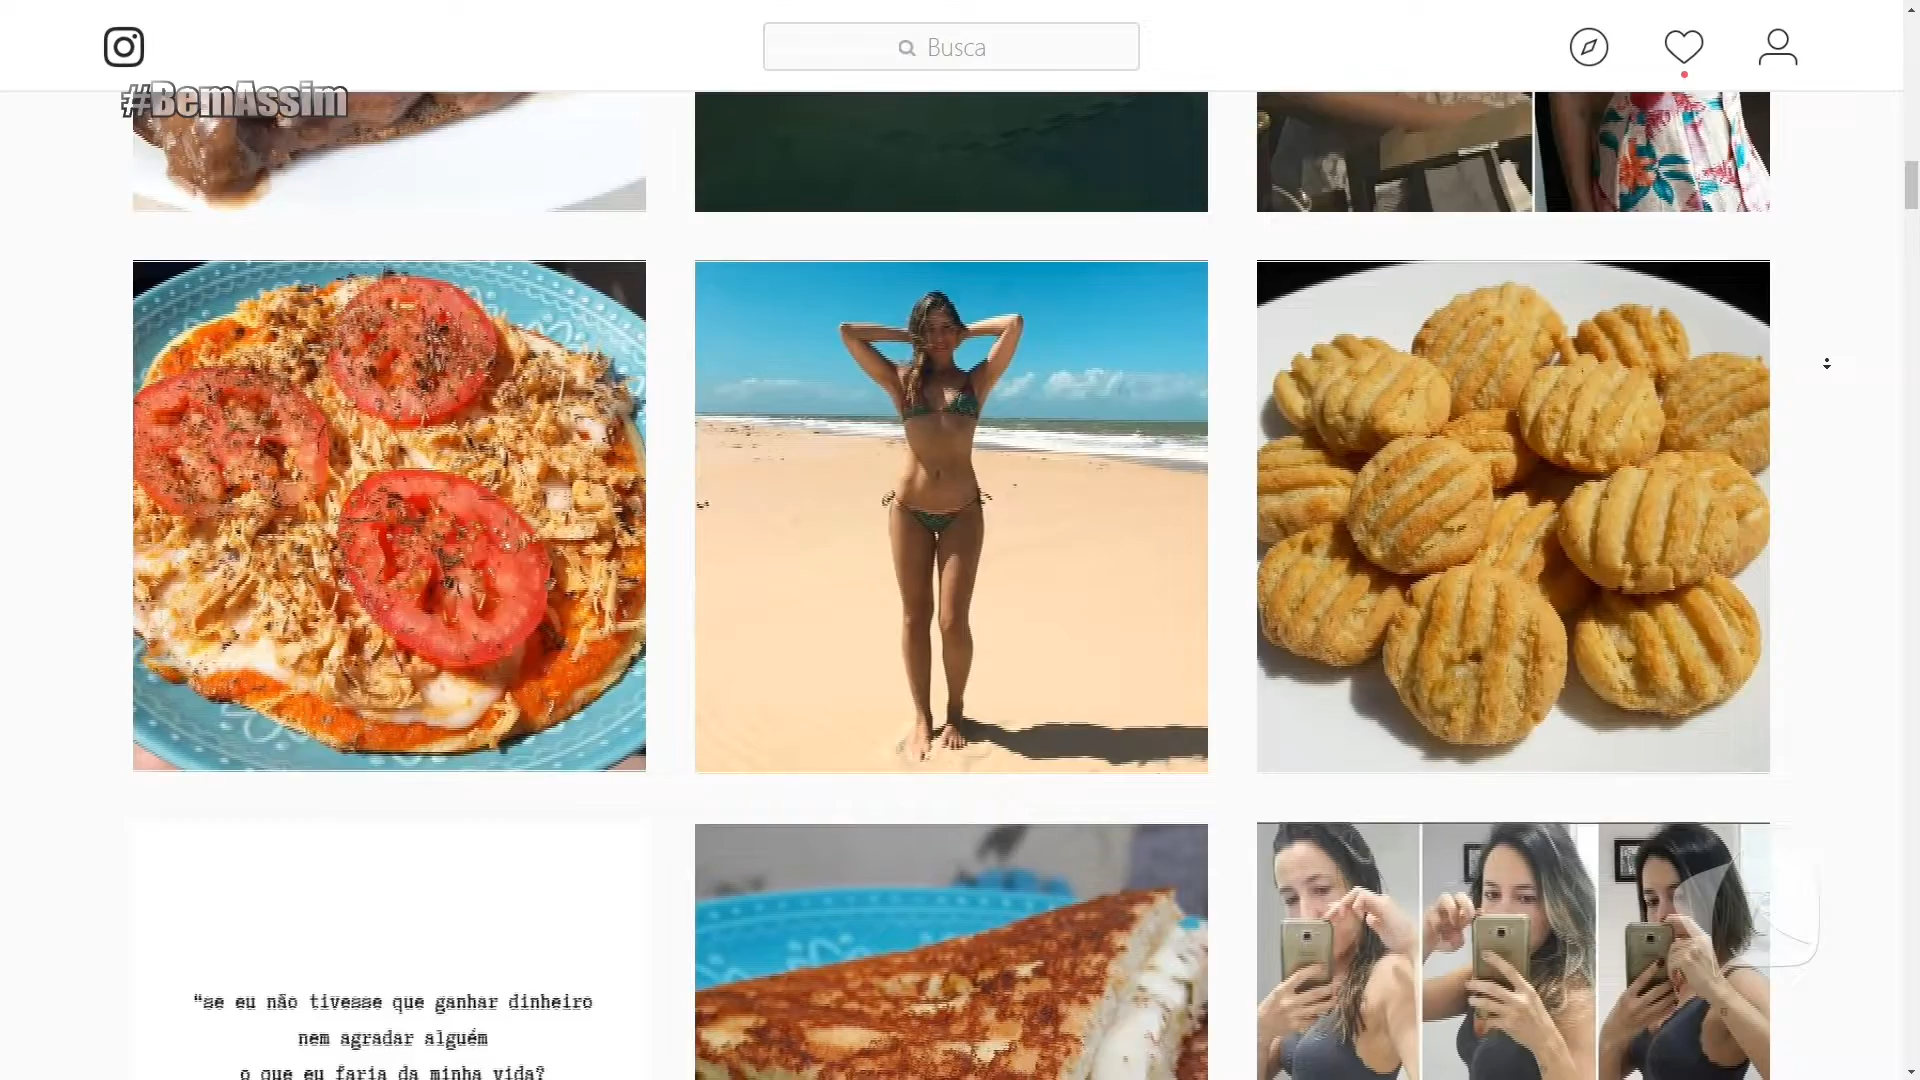 Busca
#BemAssim
"se eu não tivesse que ganhar dinheiro
nem agradar alguém
o que eu faria da minha vida?